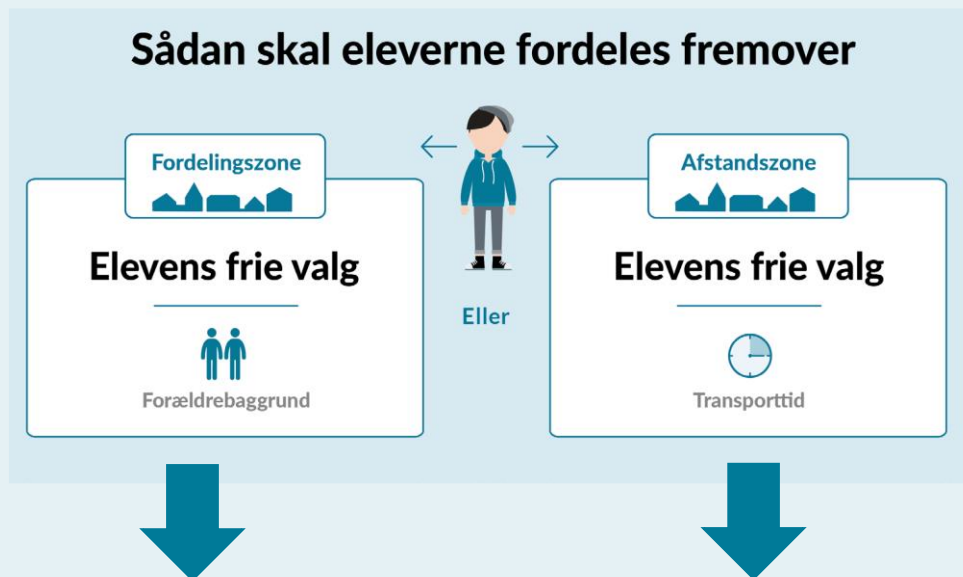 Sådan skal eleverne fordeles fremover
Fordelingszone
Elevens frie valg
Forældrebaggrund
Eller
Afstandszone
Elevens frie valg
Transporttid